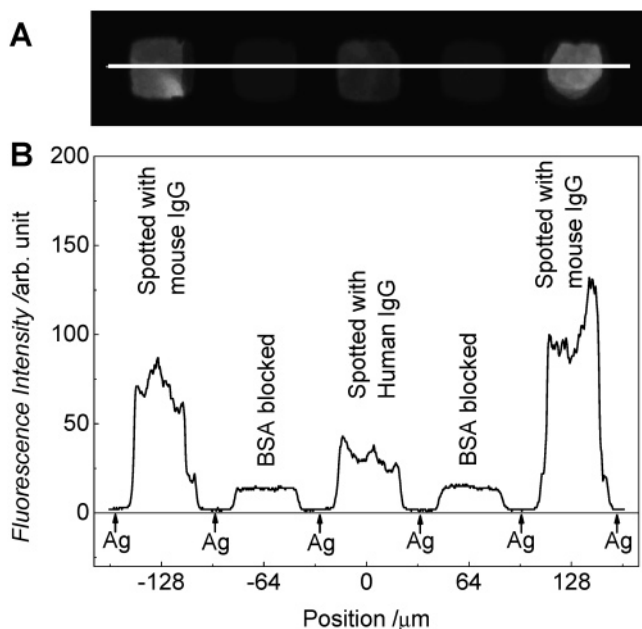 A
B
200
150
100
50
0
Fluorescence Intensity /arb. unit
Spotted with
mouse IgG
BSA blocked
Spotted with
Human IgG
BSA blocked
Spotted with
mouse IgG
Ag
Ag
Ag
Ag
Ag
Ag
-128
-64
0
64
128
Position /μm